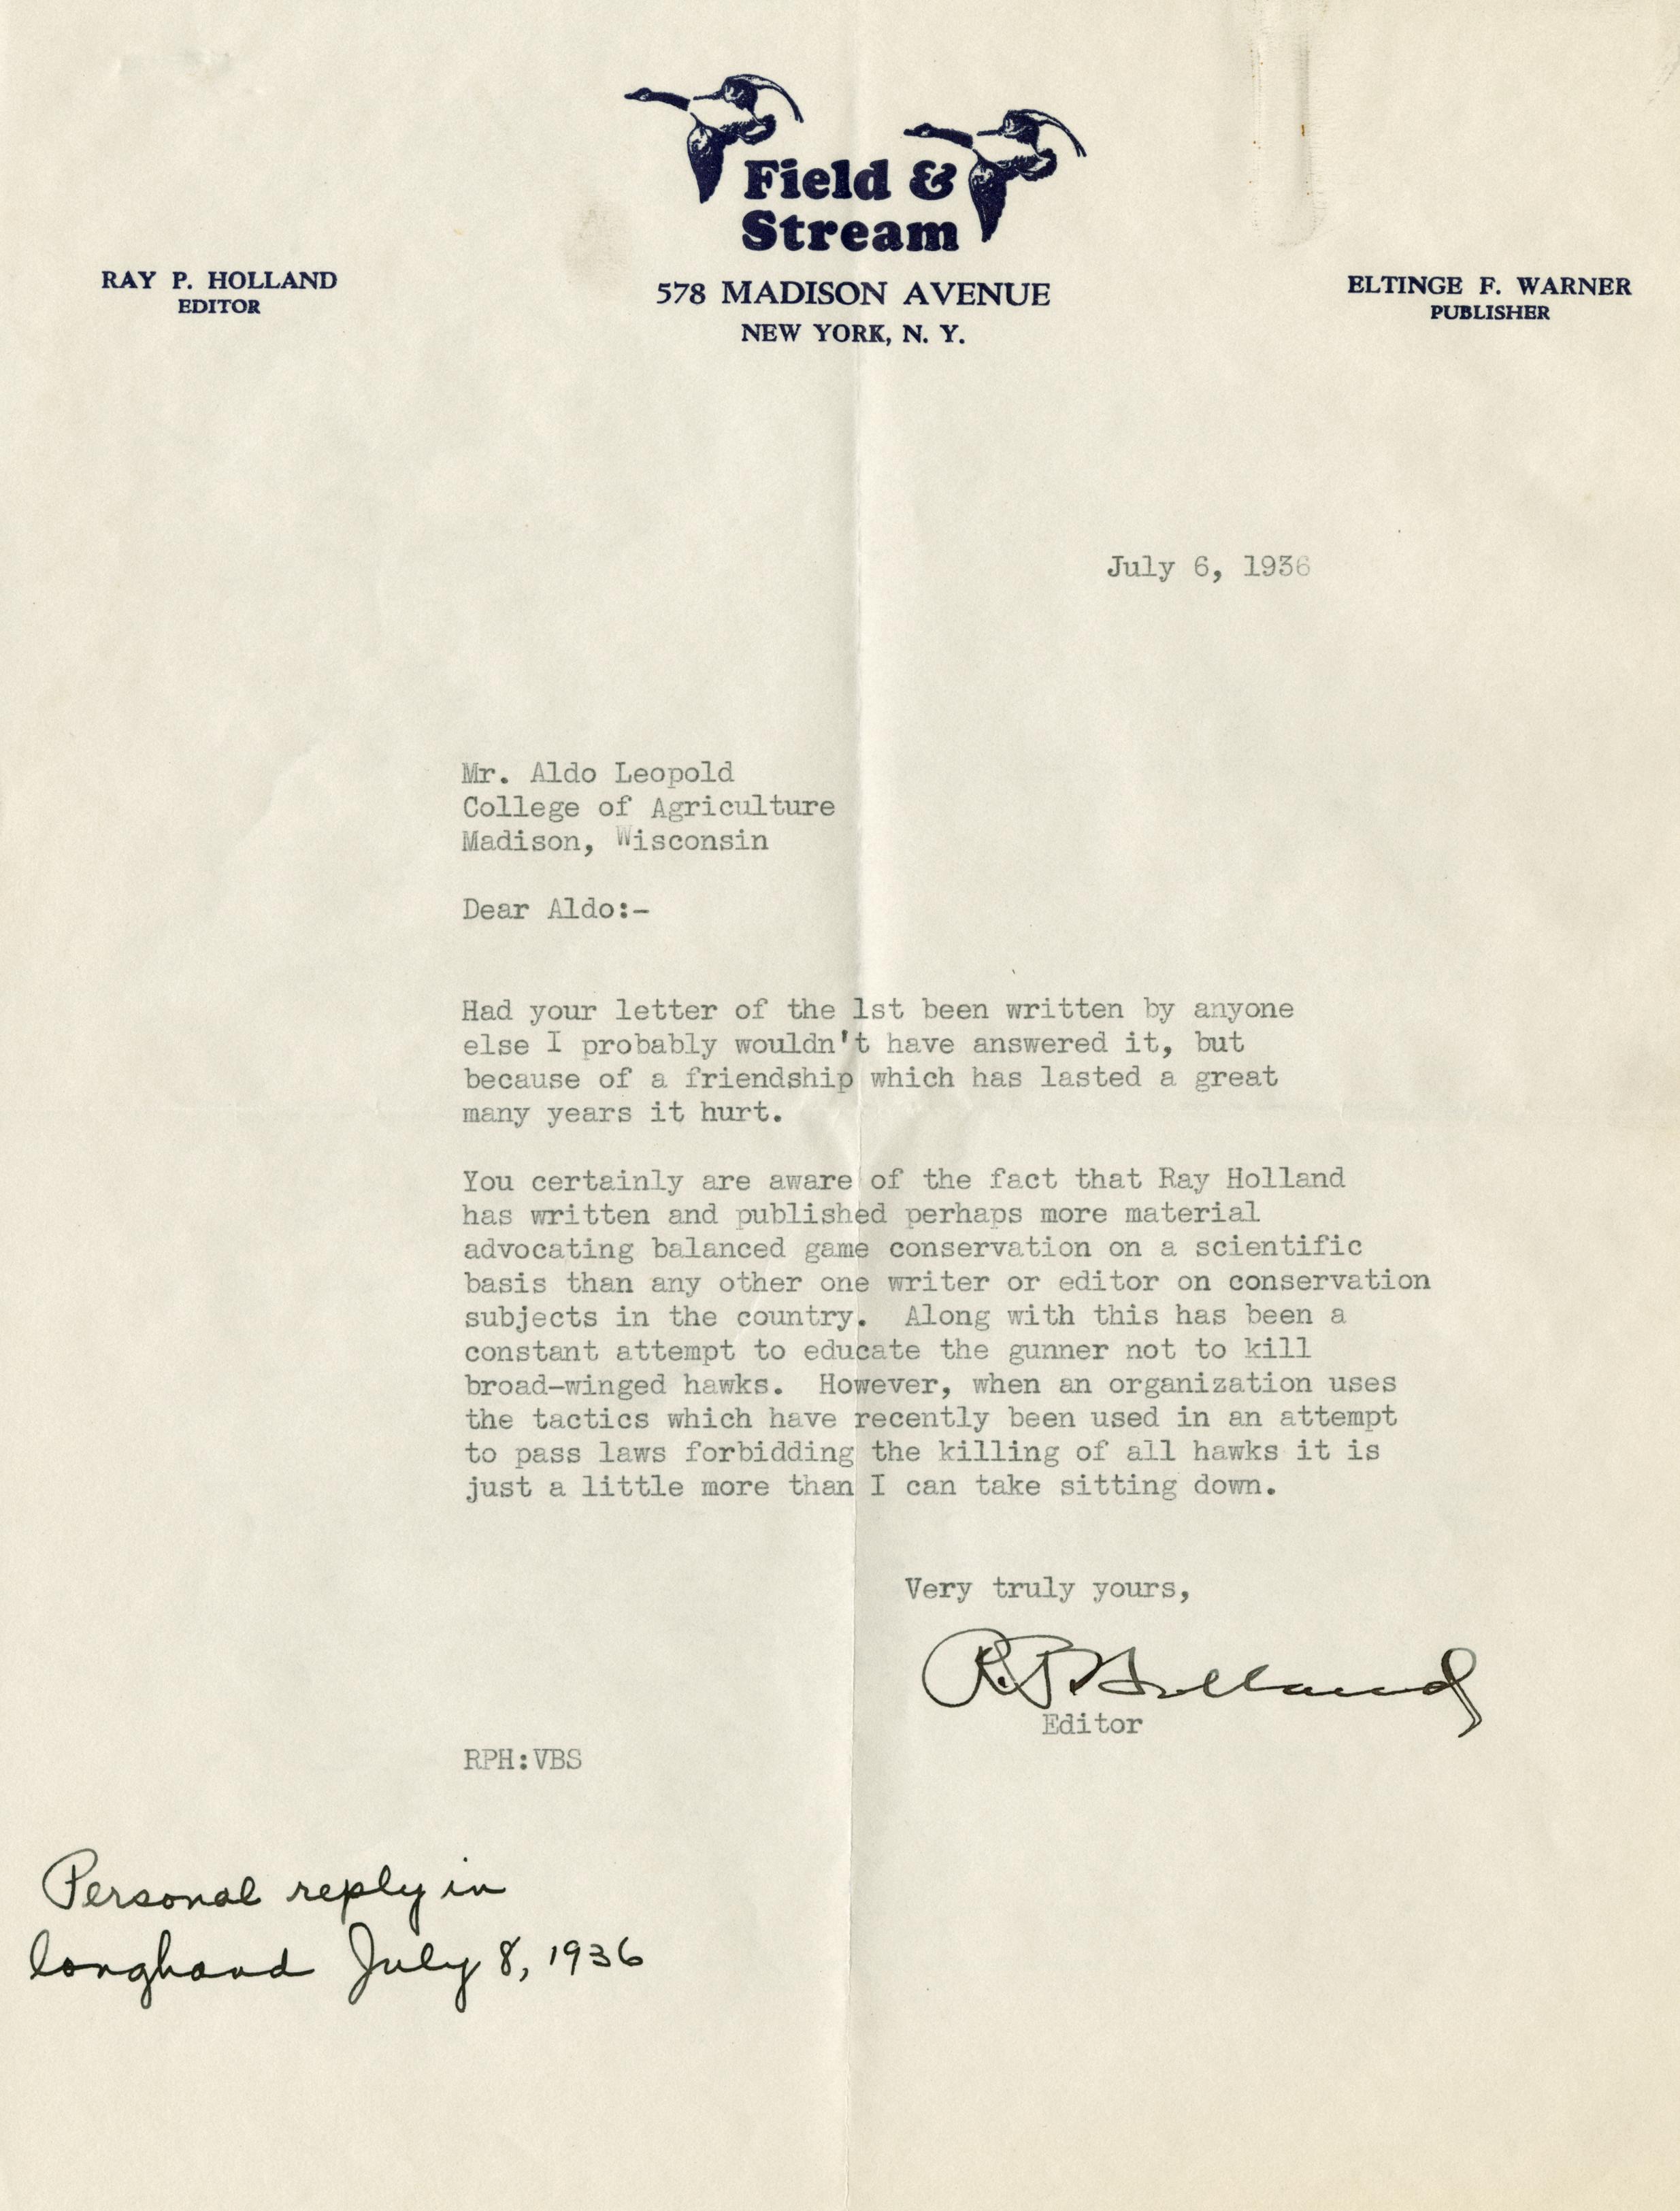 Field &
Stream
RAY P. HOLLAND
EDITOR
578 MADISON AVENUE
NEW YORK, N. Y.
ELTINGE F. WARNER
PUBLISHER
July 6, 1936
Mr. Aldo Leopold
College of Agriculture
Madison, Wisconsin
Dear Aldo:-
Had your letter of the 1st been written by anyone
else I probably wouldn't have answered it, but
because of a friendship which has lasted a great
many years it hurt.
You certainly are aware of the fact that Ray Holland
has written and published perhaps more material
advocating balanced game conservation on a scientific
basis than any other one writer or editor on conservation
subjects in the country. Along with this has been a
constant attempt to educate the gunner not to kill
broad-winged hawks. However, when an organization uses
the tactics which have recently been used in an attempt
to pass laws forbidding the killing of all hawks it is
just a little more than I can take sitting down.
Very truly yours,
R.P. Holland
Editor
RPH:VBS
Personal reply in
longhand July 8, 1936